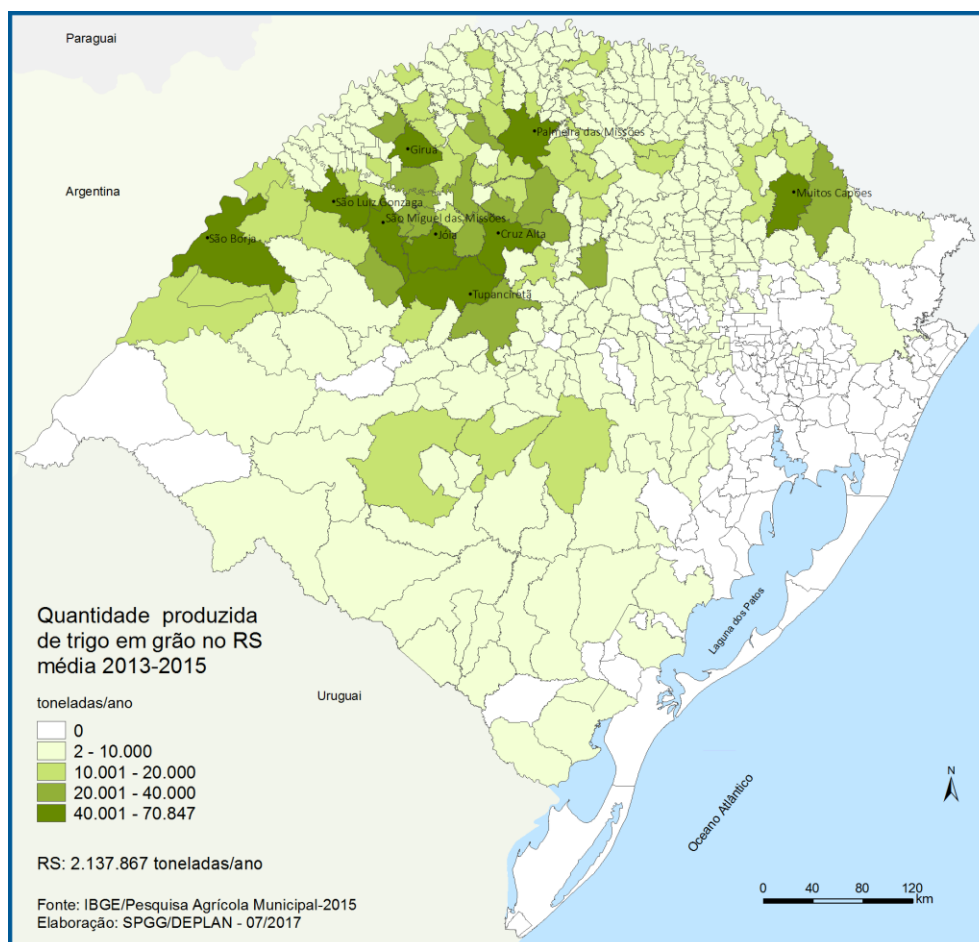 Paraguai
Palmeira das Missões
Giruá
Argentina
Muitos Capões
São Luiz Gonzaga
São Miguel das Missões
São Borja
Jóia
Cruz Alta
Tupanciretã
Laguna dos Patos
Quantidade produzida
de trigo em grão no RS
média 2013-2015
Uruguai
toneladas/ano
0
2 - 10.000
10.001 - 20.000
20.001 - 40.000
40.001 - 70.847
N
Oceano Atlântico
RS: 2.137.867 toneladas/ano
0 40 80 120
km
Fonte: IBGE/Pesquisa Agrícola Municipal-2015
Elaboração: SPGG/DEPLAN - 07/2017